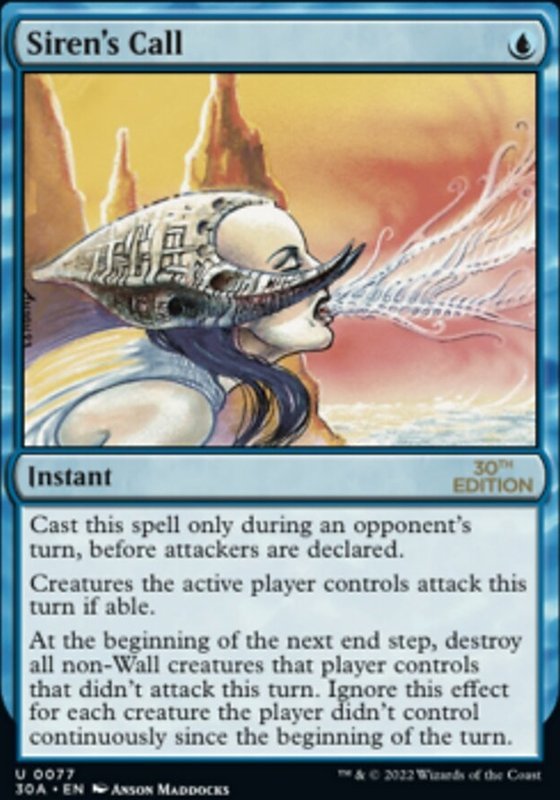 Siren's Call
Instant
30TH
EDITION
Cast this spell only during an opponent's
turn, before attackers are declared.
Creatures the active player controls attack this
turn if able.
At the beginning of the next end step, destroy
all non-Wall creatures that player controls
that didn't attack this turn. Ignore this effect
for each creature the player didn't control
continuously since the beginning of the turn.
U 0077
30A • EN Anson Maddocks
™ & © 2022 Wizards of the Coast